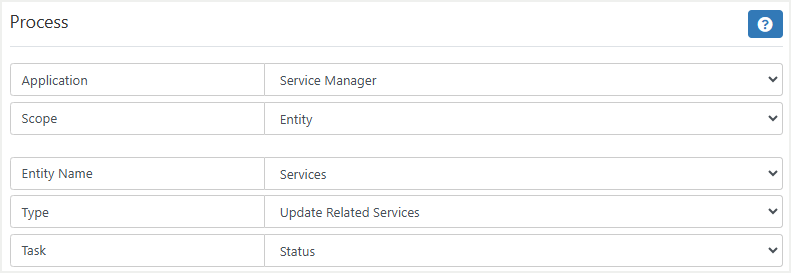 Process
Application Service Manager
Scope Entity
Entity Name Services
Type Update Related Services
Task Status